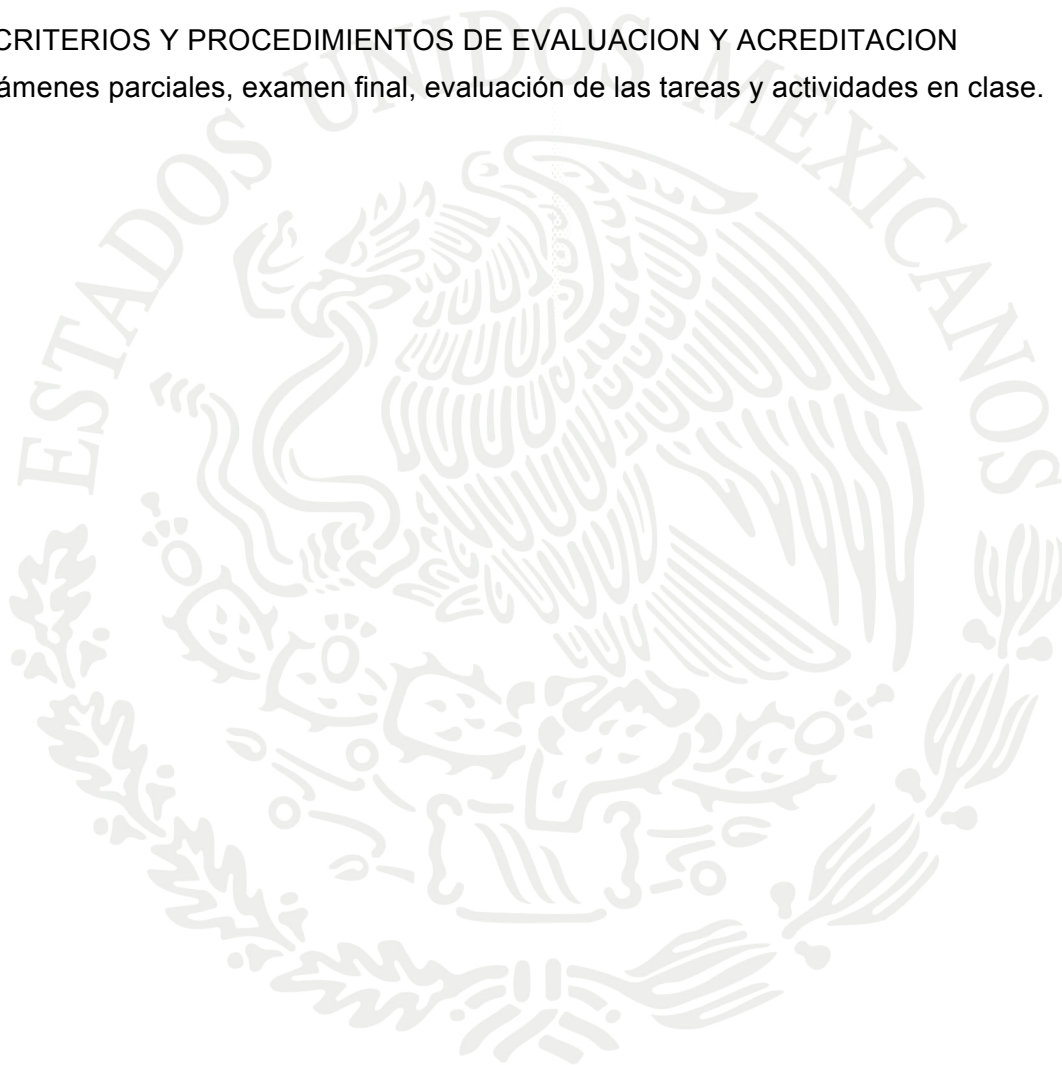 CRITERIOS Y PROCEDIMIENTOS DE EVALUACION Y ACREDITACION
ámenes parciales, examen final, evaluación de las tareas y actividades en clase.
ESTADOS UNIDOS MEXICANOS